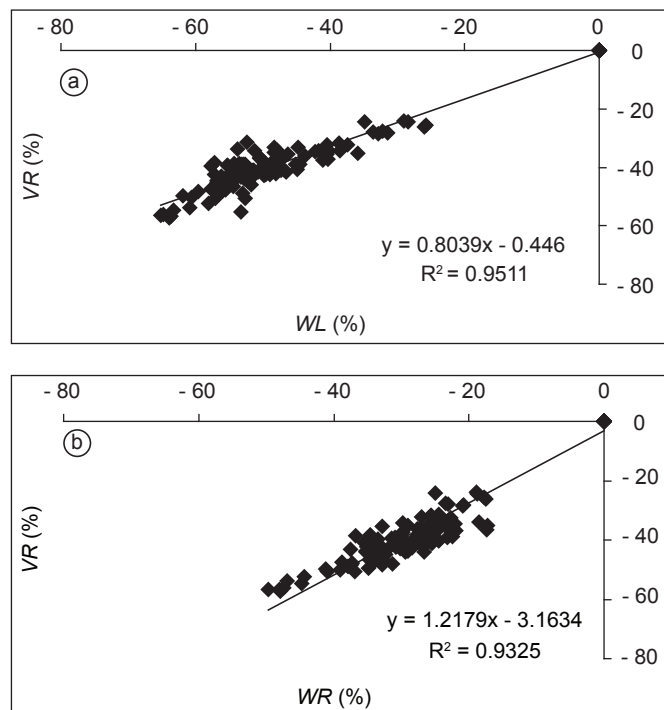 - 80 - 60 - 40 - 20 0
0
a
- 20
VR (%)
- 40
- 60
y = 0.8039x - 0.446
R² = 0.9511
- 80
WL (%)
- 80 - 60 - 40 - 20 0
0
b
- 20
VR (%)
- 40
- 60
y = 1.2179x - 3.1634
R² = 0.9325
- 80
WR (%)